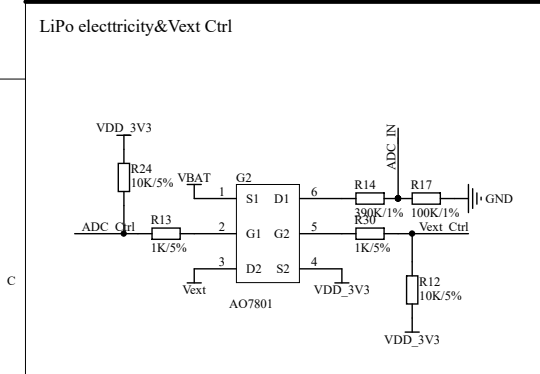 LiPo electtricity&Vext Ctrl
VDD_3V3
R24
10K/5%
VBAT
G2
ADC_IN
R14
390K/1%
R17
100K/1%
GND
1
S1
D1
6
ADC_Ctrl
R13
1K/5%
2
G1
G2
5
R30
1K/5%
Vext_Ctrl
3
D2
S2
4
Vext
VDD_3V3
R12
10K/5%
C
AO7801
VDD_3V3